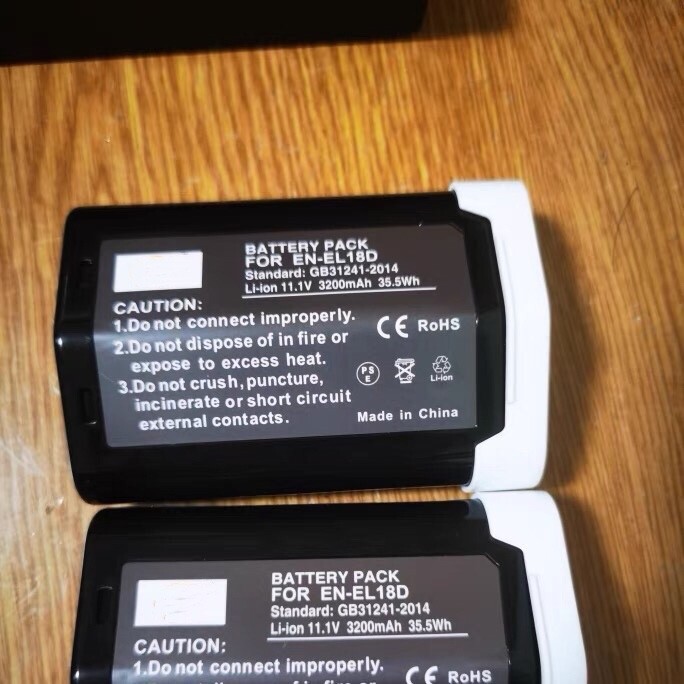 BATTERY PACK
FOR EN-EL18D
Standard: GB31241-2014
Li-ion 11.1V 3200mAh 35.5Wh
CAUTION:
1.Do not connect improperly.
2.Do not dispose of in fire or
expose to excess heat.
3.Do not crush, puncture,
incinerate or short circuit
external contacts.
CE RoHS
PSE
Li-ion
Made in China
BATTERY PACK
FOR EN-EL18D
Standard: GB31241-2014
Li-ion 11.1V 3200mAh 35.5Wh
CAUTION:
1.Do not connect improperly.
CE RoHS